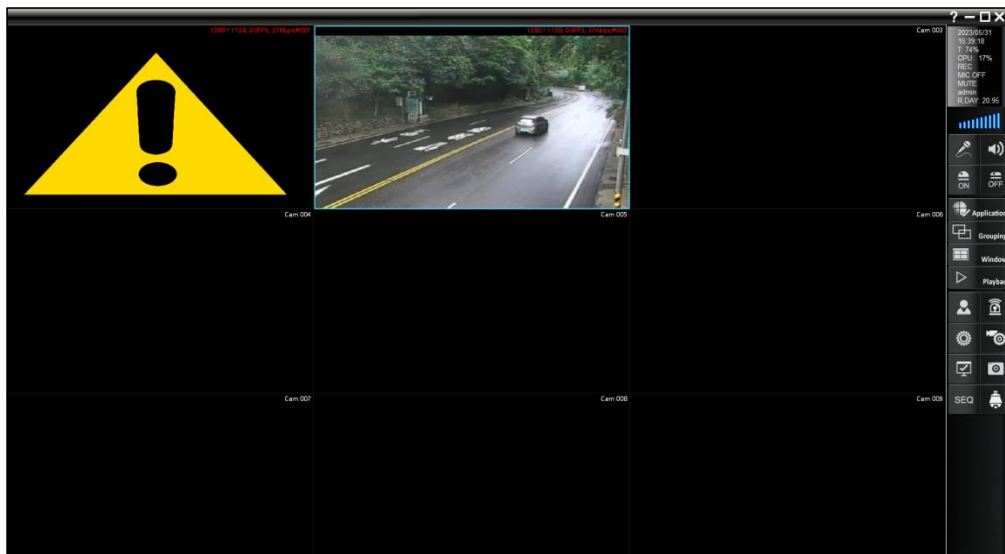 Cam 003
Cam 004
Cam 005
Cam 006
Cam 007
Cam 008
Cam 009
2023/05/31
15:39:18
T: 74%
CPU: 17%
REC
MIC OFF
MUTE
admin
R.DAY: 20.95
ON
OFF
Application
Grouping
Window
Playbac
SEQ